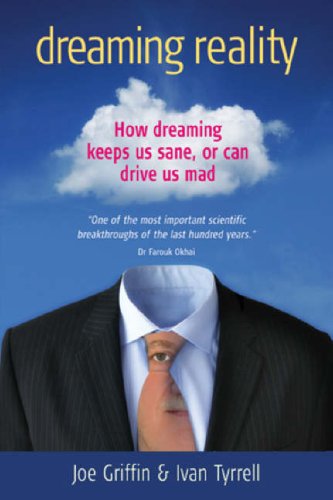 dreaming reality
How dreaming
keeps us sane, or can
drive us mad
"One of the most important scientific
breakthroughs of the last hundred years."
Dr Farouk Okhai
Joe Griffin & Ivan Tyrrell